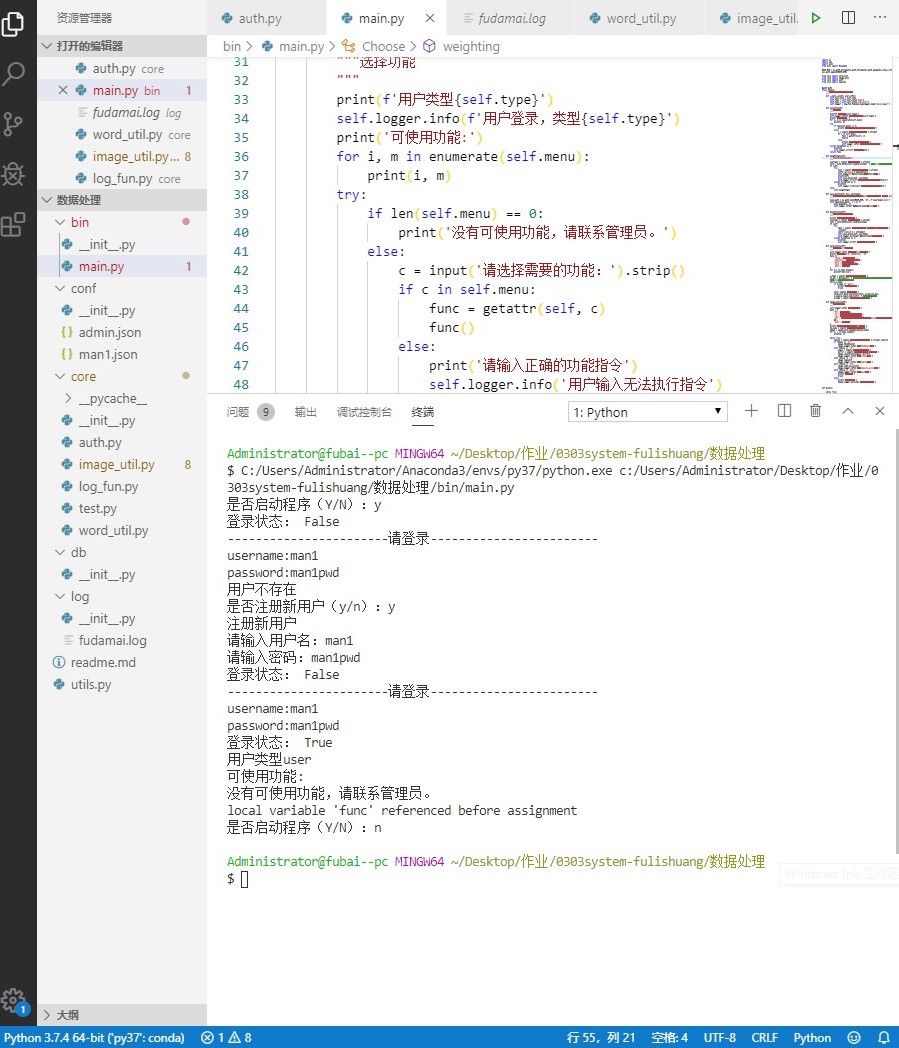 资源管理器
打开的编辑器
auth.py core
main.py bin 1
fudamai.log log
word_util.py core
image_util.py... 8
log_fun.py core
数据处理
bin
__init__.py
main.py 1
conf
__init__.py
admin.json
man1.json
core
__pycache__
__init__.py
auth.py
image_util.py 8
log_fun.py
test.py
word_util.py
db
__init__.py
log
__init__.py
fudamai.log
readme.md
utils.py
大纲
1
auth.py main.py fudamai.log word_util.py image_util.
bin > main.py > Choose > weighting
31 """选择功能
32 """
33 print(f'用户类型{self.type}')
34 self.logger.info(f'用户登录，类型{self.type}')
35 print('可使用功能:')
36 for i, m in enumerate(self.menu):
37 print(i, m)
38 try:
39 if len(self.menu) == 0:
40 print('没有可使用功能，请联系管理员。')
41 else:
42 c = input('请选择需要的功能：').strip()
43 if c in self.menu:
44 func = getattr(self, c)
45 func()
46 else:
47 print('请输入正确的功能指令')
48 self.logger.info('用户输入无法执行指令')
问题 9 输出 调试控制台 终端 1: Python
Administrator@fubai--pc MINGW64 ~/Desktop/作业/0303system-fulishuang/数据处理
$ C:/Users/Administrator/Anaconda3/envs/py37/python.exe c:/Users/Administrator/Desktop/作业/0
303system-fulishuang/数据处理/bin/main.py
是否启动程序（Y/N）: y
登录状态： False
-----------------------请登录------------------------
username:man1
password:man1pwd
用户不存在
是否注册新用户（y/n）: y
注册新用户
请输入用户名：man1
请输入密码：man1pwd
登录状态： False
-----------------------请登录------------------------
username:man1
password:man1pwd
登录状态： True
用户类型user
可使用功能:
没有可使用功能，请联系管理员。
local variable 'func' referenced before assignment
是否启动程序（Y/N）: n
Administrator@fubai--pc MINGW64 ~/Desktop/作业/0303system-fulishuang/数据处理
$
Windows Ink 工作区
Python 3.7.4 64-bit ('py37': conda) 1 8 行 55，列 21 空格: 4 UTF-8 CRLF Python